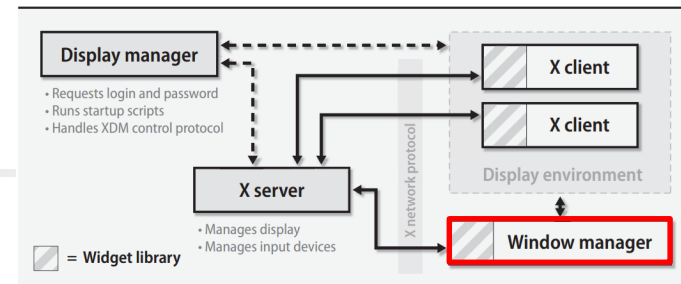 Display manager
• Requests login and password
• Runs startup scripts
• Handles XDM control protocol
X client
X client
Display environment
X network protocol
X server
• Manages display
• Manages input devices
Window manager
= Widget library